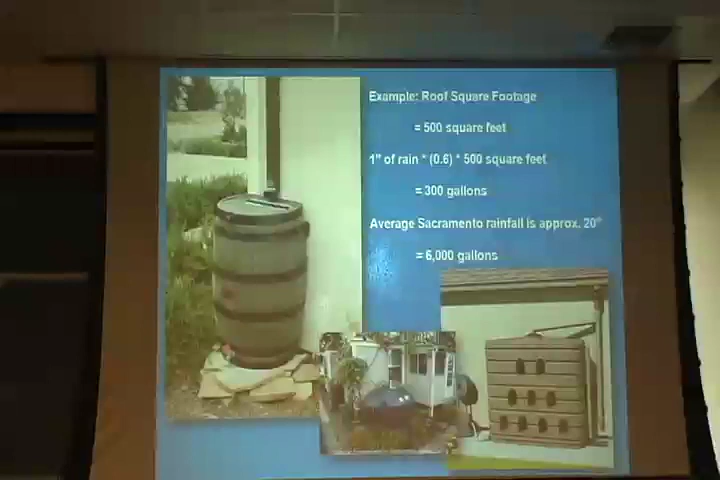 Example: Roof Square Footage
= 500 square feet
1" of rain * (0.6) * 500 square feet
= 300 gallons
Average Sacramento rainfall is approx. 20"
= 6,000 gallons